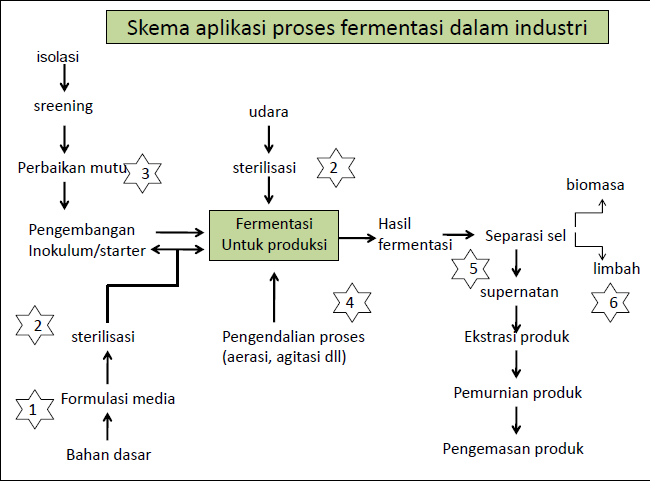 Skema aplikasi proses fermentasi dalam industri
isolasi
sreening
Perbaikan mutu
3
Pengembangan
Inokulum/starter
2
sterilisasi
1
Formulasi media
Bahan dasar
udara
sterilisasi
2
Fermentasi
Untuk produksi
4
Pengendalian proses
(aerasi, agitasi dll)
Hasil
fermentasi
Separasi sel
biomasa
limbah
5
6
supernatan
Ekstrasi produk
Pemurnian produk
Pengemasan produk